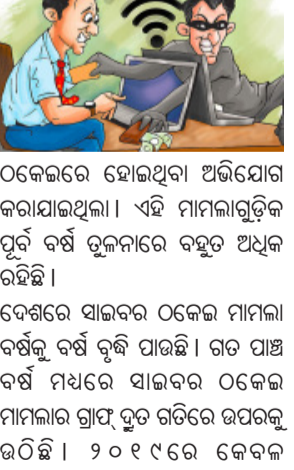 ଠକେଇରେ ହୋଇଥିବା ଅଭିଯୋଗ
କରାଯାଇଥିଲା। ଏହି ମାମଲାଗୁଡ଼ିକ
ପୂର୍ବ ବର୍ଷ ତୁଳନାରେ ବହୁତ ଅଧିକ
ରହିଛି।
ଦେଶରେ ସାଇବର ଠକେଇ ମାମଲା
ବର୍ଷକୁ ବର୍ଷ ବୃଦ୍ଧି ପାଉଛି। ଗତ ପାଞ୍ଚ
ବର୍ଷ ମଧ୍ୟରେ ସାଇବର ଠକେଇ
ମାମଲାର ଗ୍ରାଫ୍ ଦ୍ରୁତ ଗତିରେ ଉପରକୁ
ଉଠିଛି। ୨୦୧୯ରେ କେବଳ